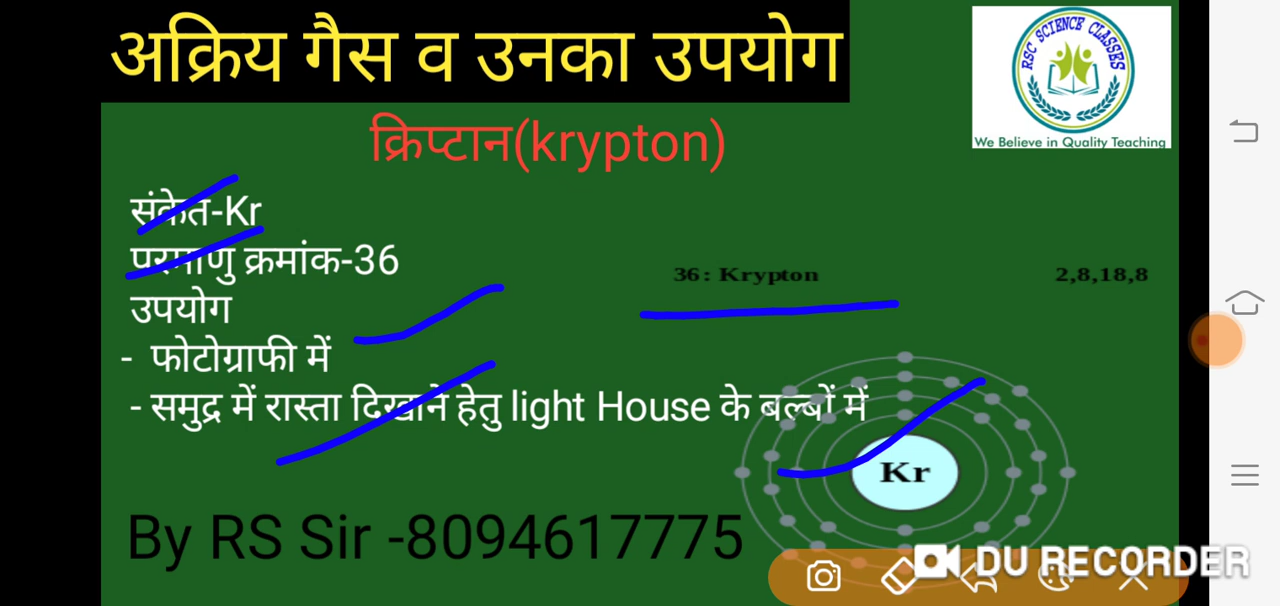 अक्रिय गैस व उनका उपयोग
RSC SCIENCE CLASSES
We Believe in Quality Teaching
क्रिप्टान(krypton)
संकेत-Kr
परमाणु क्रमांक-36
36: Krypton 2,8,18,8
उपयोग
- फोटोग्राफी में
- समुद्र में रास्ता दिखाने हेतु light House के बल्बों में
Kr
By RS Sir -8094617775
DU RECORDER